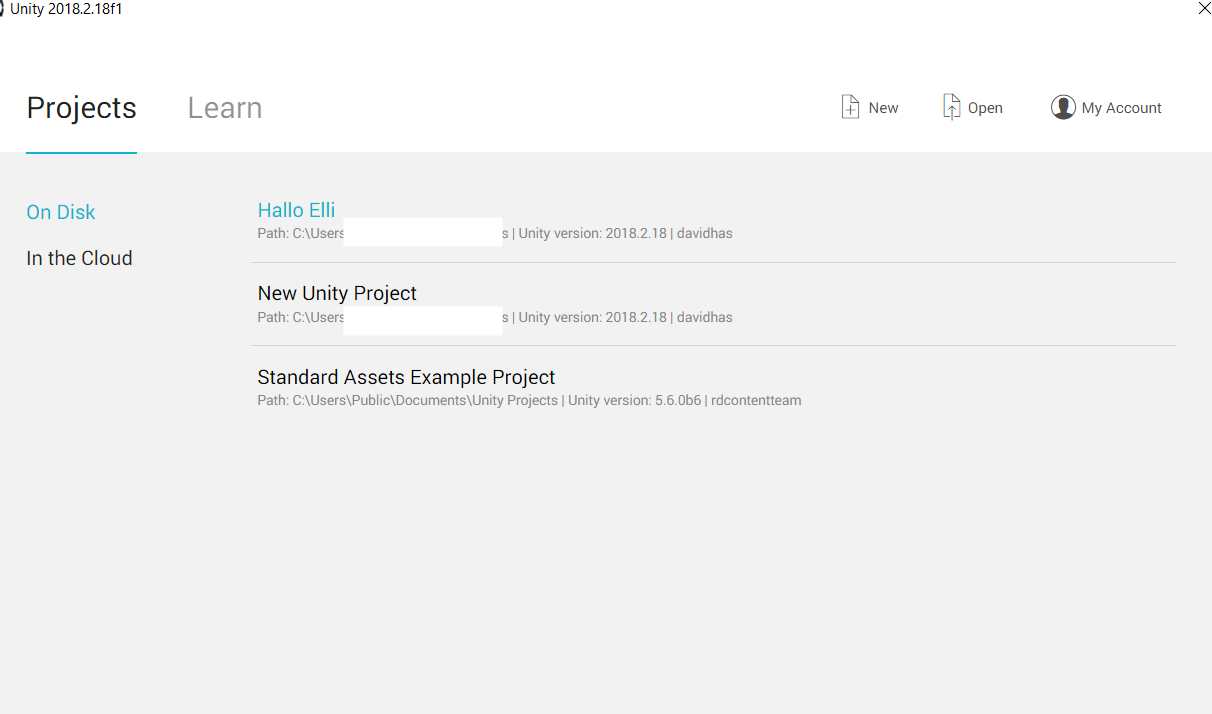 Unity 2018.2.18f1
Projects
Learn
New
Open
My Account
On Disk
In the Cloud
Hallo Elli
Path: C:\Users s | Unity version: 2018.2.18 | davidhas
New Unity Project
Path: C:\Users s | Unity version: 2018.2.18 | davidhas
Standard Assets Example Project
Path: C:\Users\Public\Documents\Unity Projects | Unity version: 5.6.0b6 | rdcontentteam